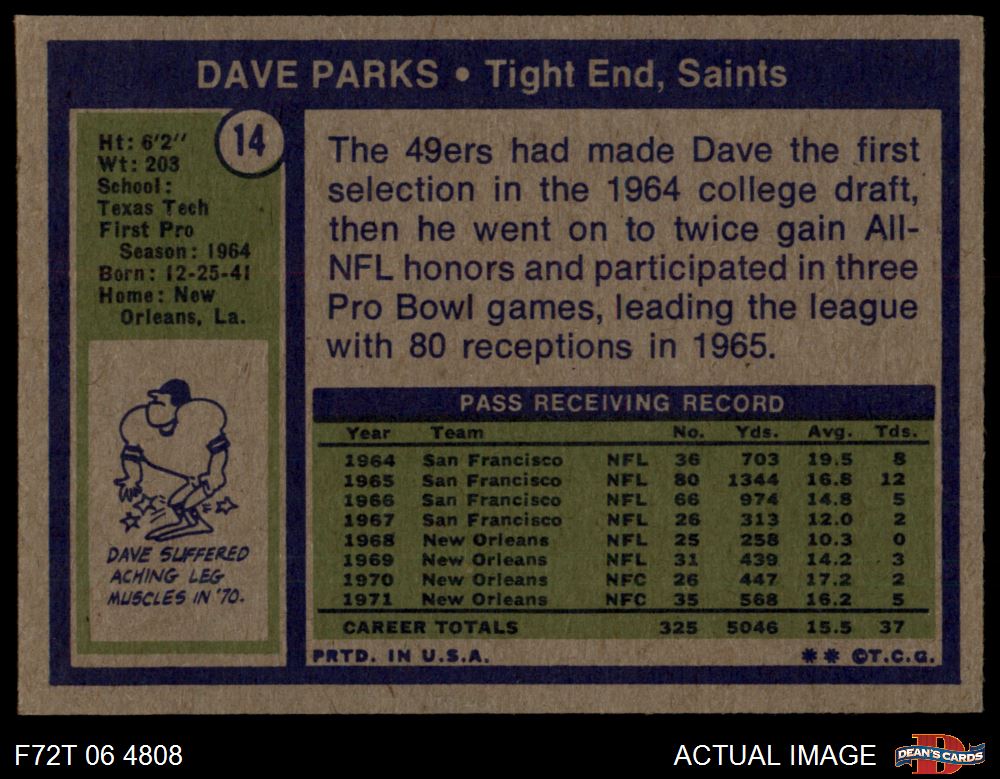 DAVE PARKS • Tight End, Saints
14
Ht: 6'2''
Wt: 203
School:
Texas Tech
First Pro
Season: 1964
Born: 12-25-41
Home: New
Orleans, La.
DAVE SUFFERED
ACHING LEG
MUSCLES IN '70.
The 49ers had made Dave the first
selection in the 1964 college draft,
then he went on to twice gain All-
NFL honors and participated in three
Pro Bowl games, leading the league
with 80 receptions in 1965.
PASS RECEIVING RECORD
Year Team No. Yds. Avg. Tds.
1964 San Francisco NFL 36 703 19.5 8
1965 San Francisco NFL 80 1344 16.8 12
1966 San Francisco NFL 66 974 14.8 5
1967 San Francisco NFL 26 313 12.0 2
1968 New Orleans NFL 25 258 10.3 0
1969 New Orleans NFL 31 439 14.2 3
1970 New Orleans NFC 26 447 17.2 2
1971 New Orleans NFC 35 568 16.2 5
CAREER TOTALS 325 5046 15.5 37
PRTD. IN U.S.A. ** ©T.C.G.
F72T 06 4808 ACTUAL IMAGE DEAN'S CARDS